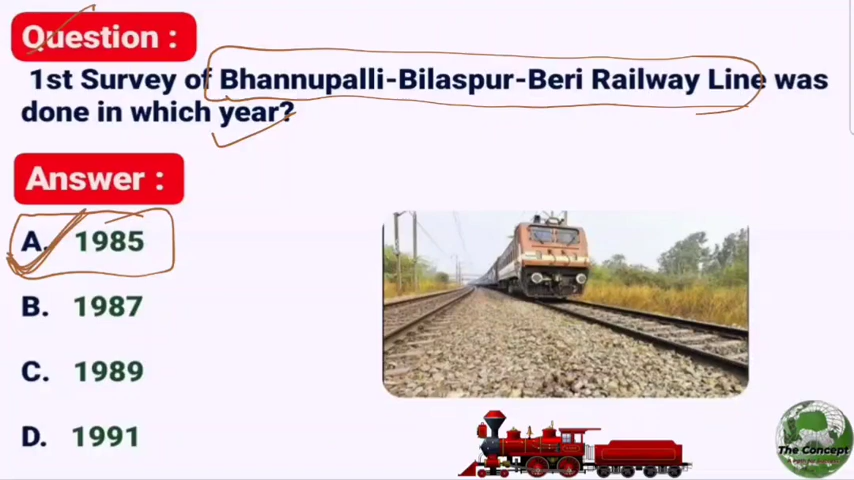 Question :
1st Survey of Bhannupalli-Bilaspur-Beri Railway Line was
done in which year?
Answer :
A. 1985
B. 1987
C. 1989
D. 1991
The Concept